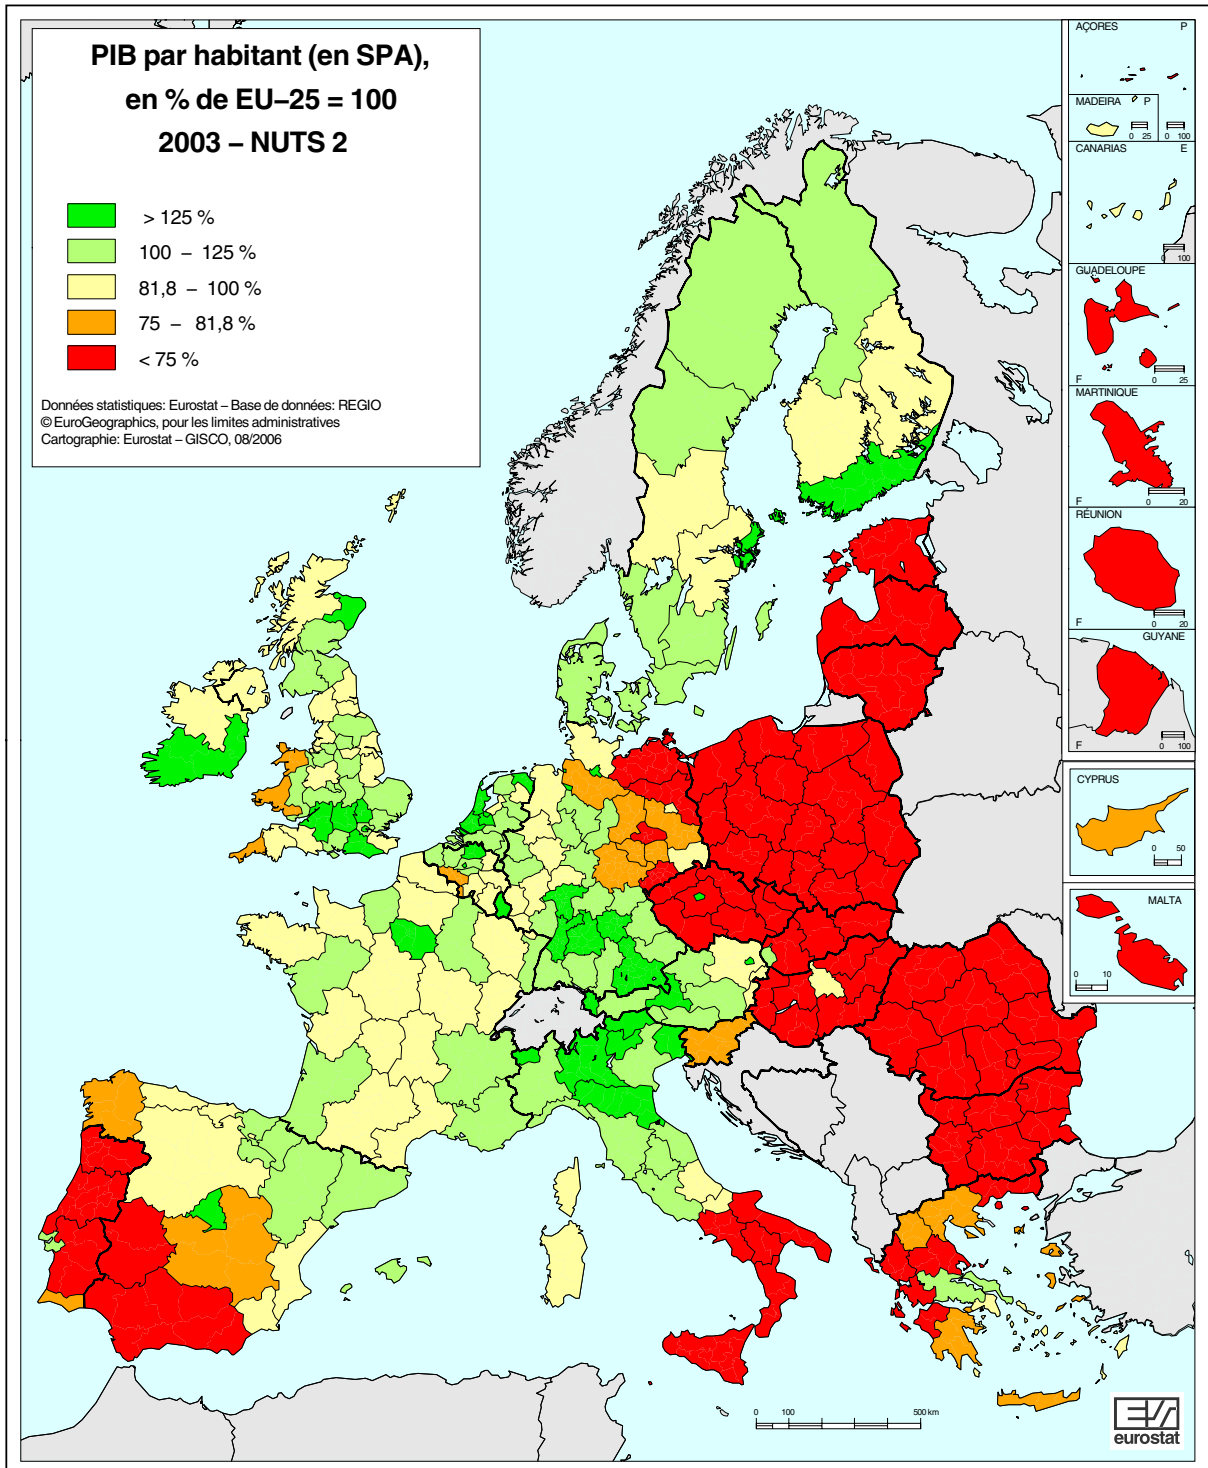 PIB par habitant (en SPA),
en % de EU–25 = 100
2003 – NUTS 2
> 125 %
100 – 125 %
81,8 – 100 %
75 – 81,8 %
< 75 %
Données statistiques: Eurostat – Base de données: REGIO
© EuroGeographics, pour les limites administratives
Cartographie: Eurostat – GISCO, 08/2006
AÇORES P
MADEIRA P
0 25 0 100
CANARIAS E
0 100
GUADELOUPE
F 0 25
MARTINIQUE
F 0 20
RÉUNION
F 0 20
GUYANE
F 0 100
CYPRUS
0 50
MALTA
0 10
0 100 500 km
eurostat